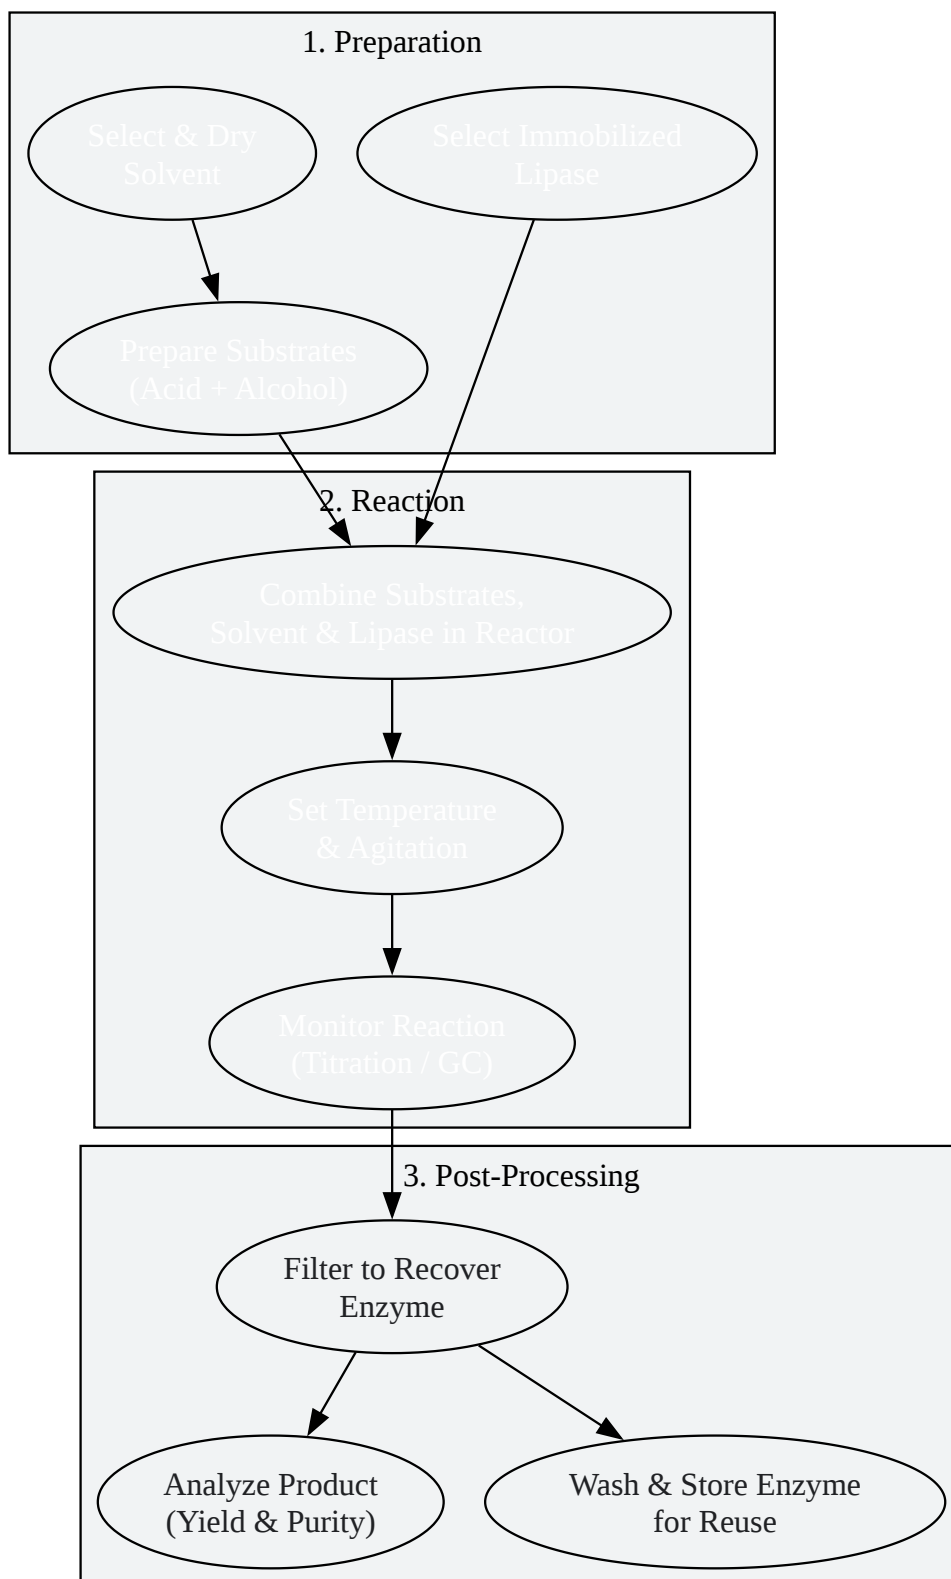 1. Preparation
Select & Dry
Solvent
Select Immobilized
Lipase
Prepare Substrates
(Acid + Alcohol)
2. Reaction
Combine Substrates,
Solvent & Lipase in Reactor
Set Temperature
& Agitation
Monitor Reaction
(Titration / GC)
3. Post-Processing
Filter to Recover
Enzyme
Analyze Product
(Yield & Purity)
Wash & Store Enzyme
for Reuse